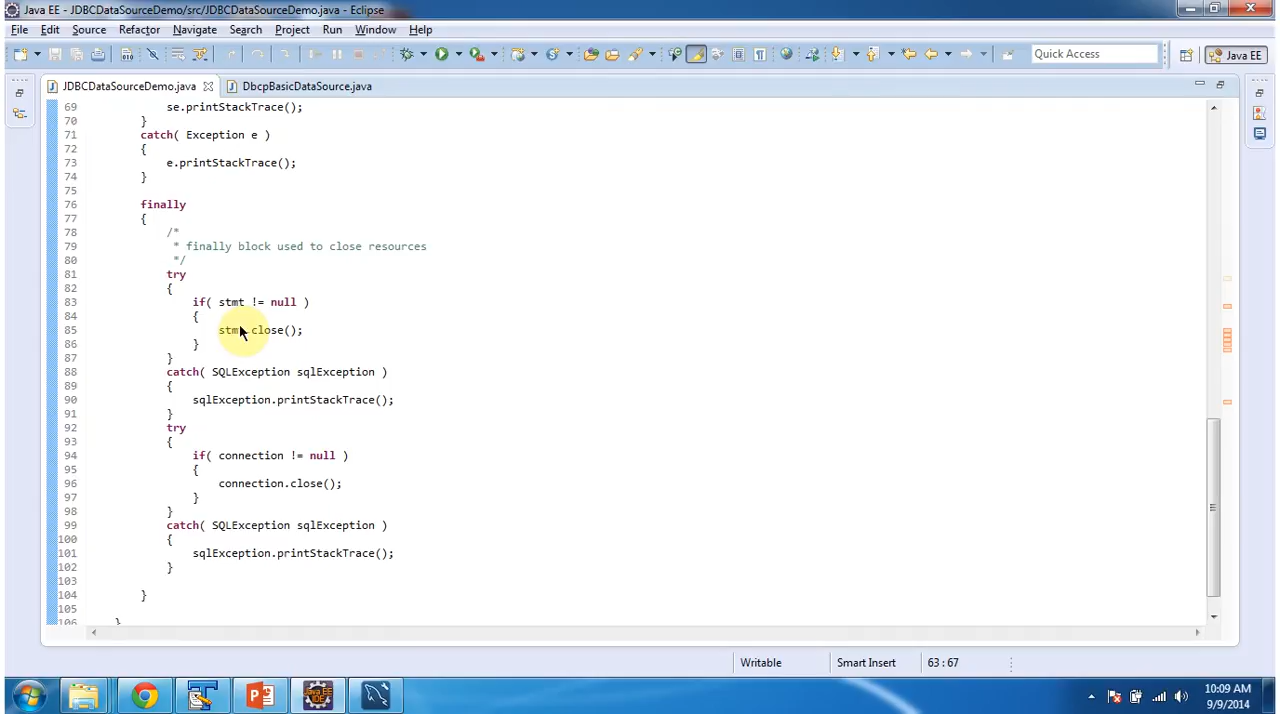 Java EE - JDBCDataSourceDemo/src/JDBCDataSourceDemo.java - Eclipse
File Edit Source Refactor Navigate Search Project Run Window Help
Quick Access
Java EE
JDBCDataSourceDemo.java
DbcpBasicDataSource.java
69 se.printStackTrace();
70 }
71 catch( Exception e )
72 {
73 e.printStackTrace();
74 }
75
76 finally
77 {
78 /*
79 * finally block used to close resources
80 */
81 try
82 {
83 if( stmt != null )
84 {
85 stmt.close();
86 }
87 }
88 catch( SQLException sqlException )
89 {
90 sqlException.printStackTrace();
91 }
92 try
93 {
94 if( connection != null )
95 {
96 connection.close();
97 }
98 }
99 catch( SQLException sqlException )
100 {
101 sqlException.printStackTrace();
102 }
103
104 }
105
106 }
Writable Smart Insert 63 : 67
Java EE IDE
10:09 AM
9/9/2014